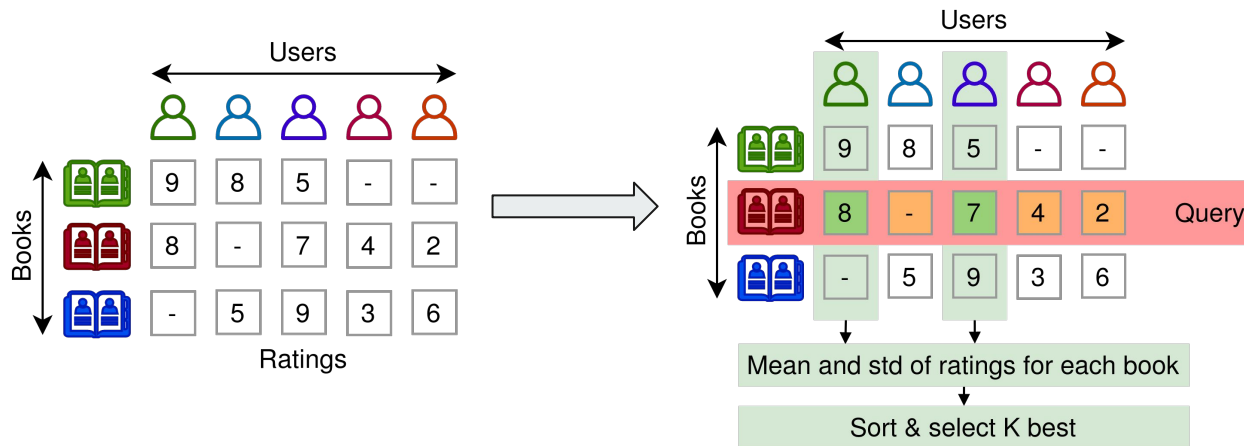 Users
Books
9 8 5 - -
8 - 7 4 2
- 5 9 3 6
Ratings
Users
Books
9 8 5 - -
8 - 7 4 2 Query
- 5 9 3 6
Mean and std of ratings for each book
Sort & select K best